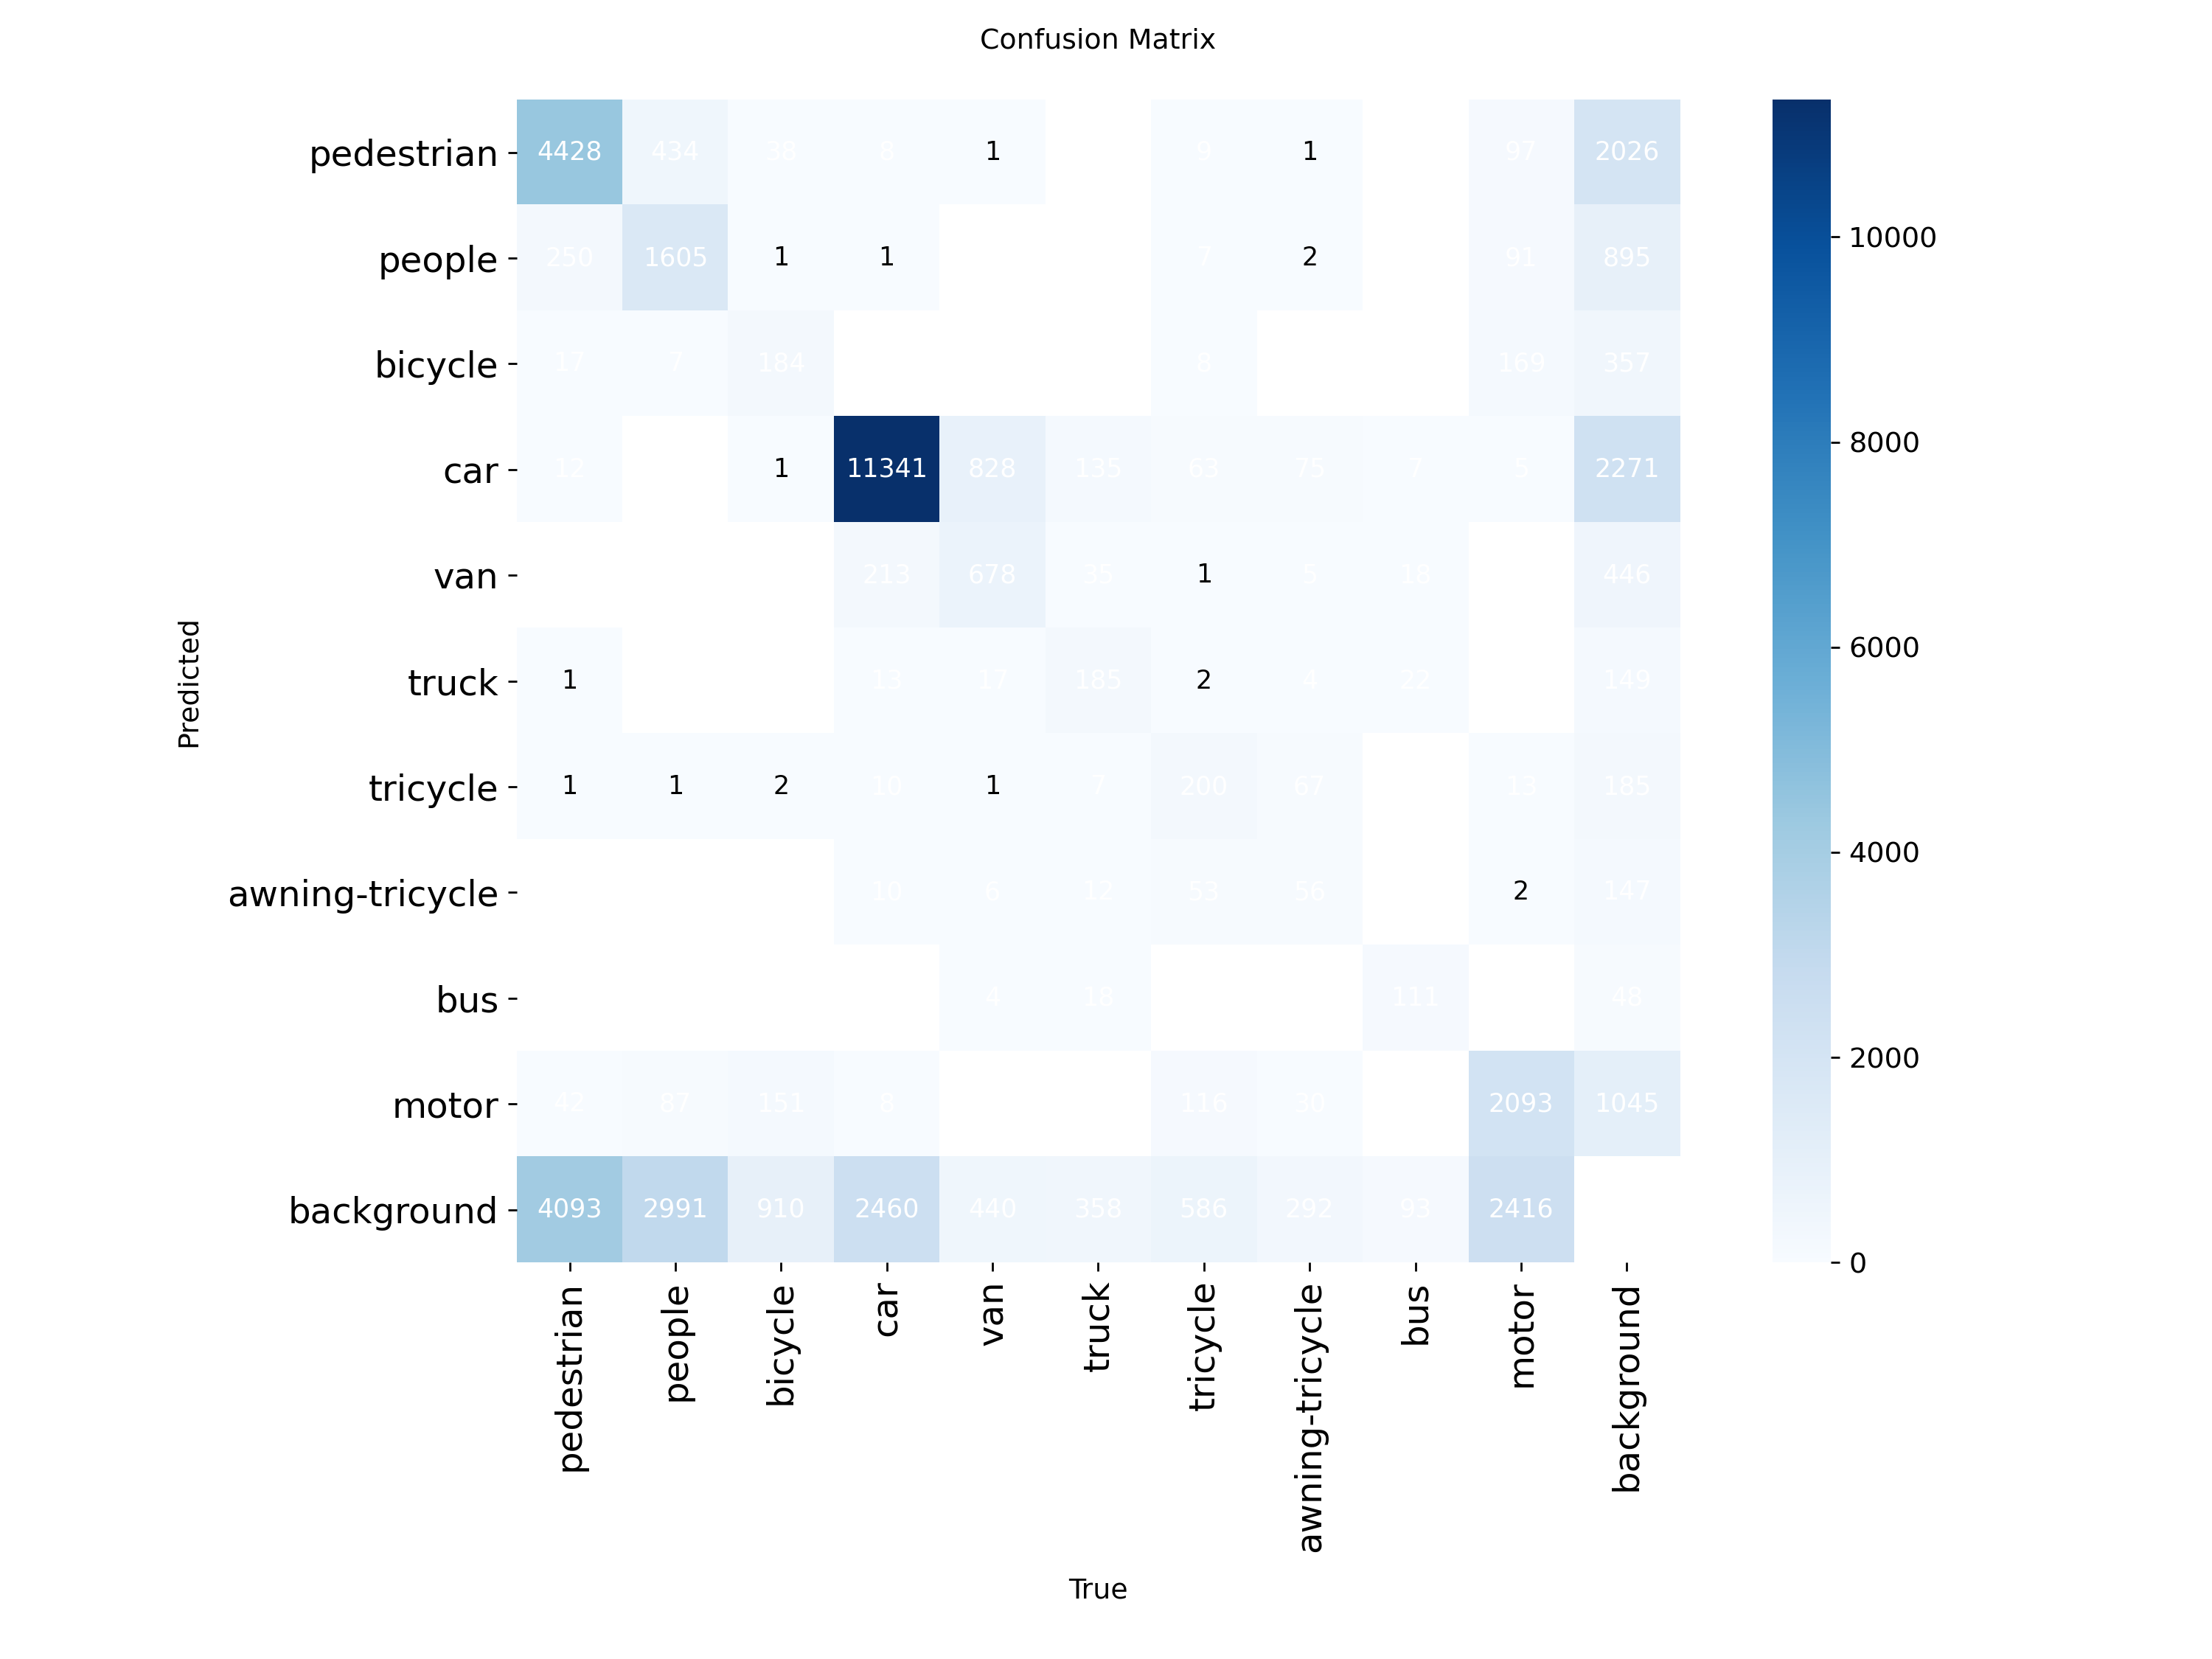 Confusion Matrix
pedestrian 4428 434 38 8 1 9 1 97 2026
people 250 1605 1 1 7 2 91 895
bicycle 17 7 184 8 169 357
car 12 1 11341 828 135 63 75 7 5 2271
van 213 678 35 1 5 18 446
truck 1 13 17 185 2 4 22 149
tricycle 1 1 2 10 1 7 200 67 13 185
awning-tricycle 10 6 12 53 56 2 147
bus 4 18 111 48
motor 42 87 151 8 116 30 2093 1045
background 4093 2991 910 2460 440 358 586 292 93 2416
pedestrian
people
bicycle
car
van
truck
tricycle
awning-tricycle
bus
motor
background
True
Predicted
10000
8000
6000
4000
2000
0